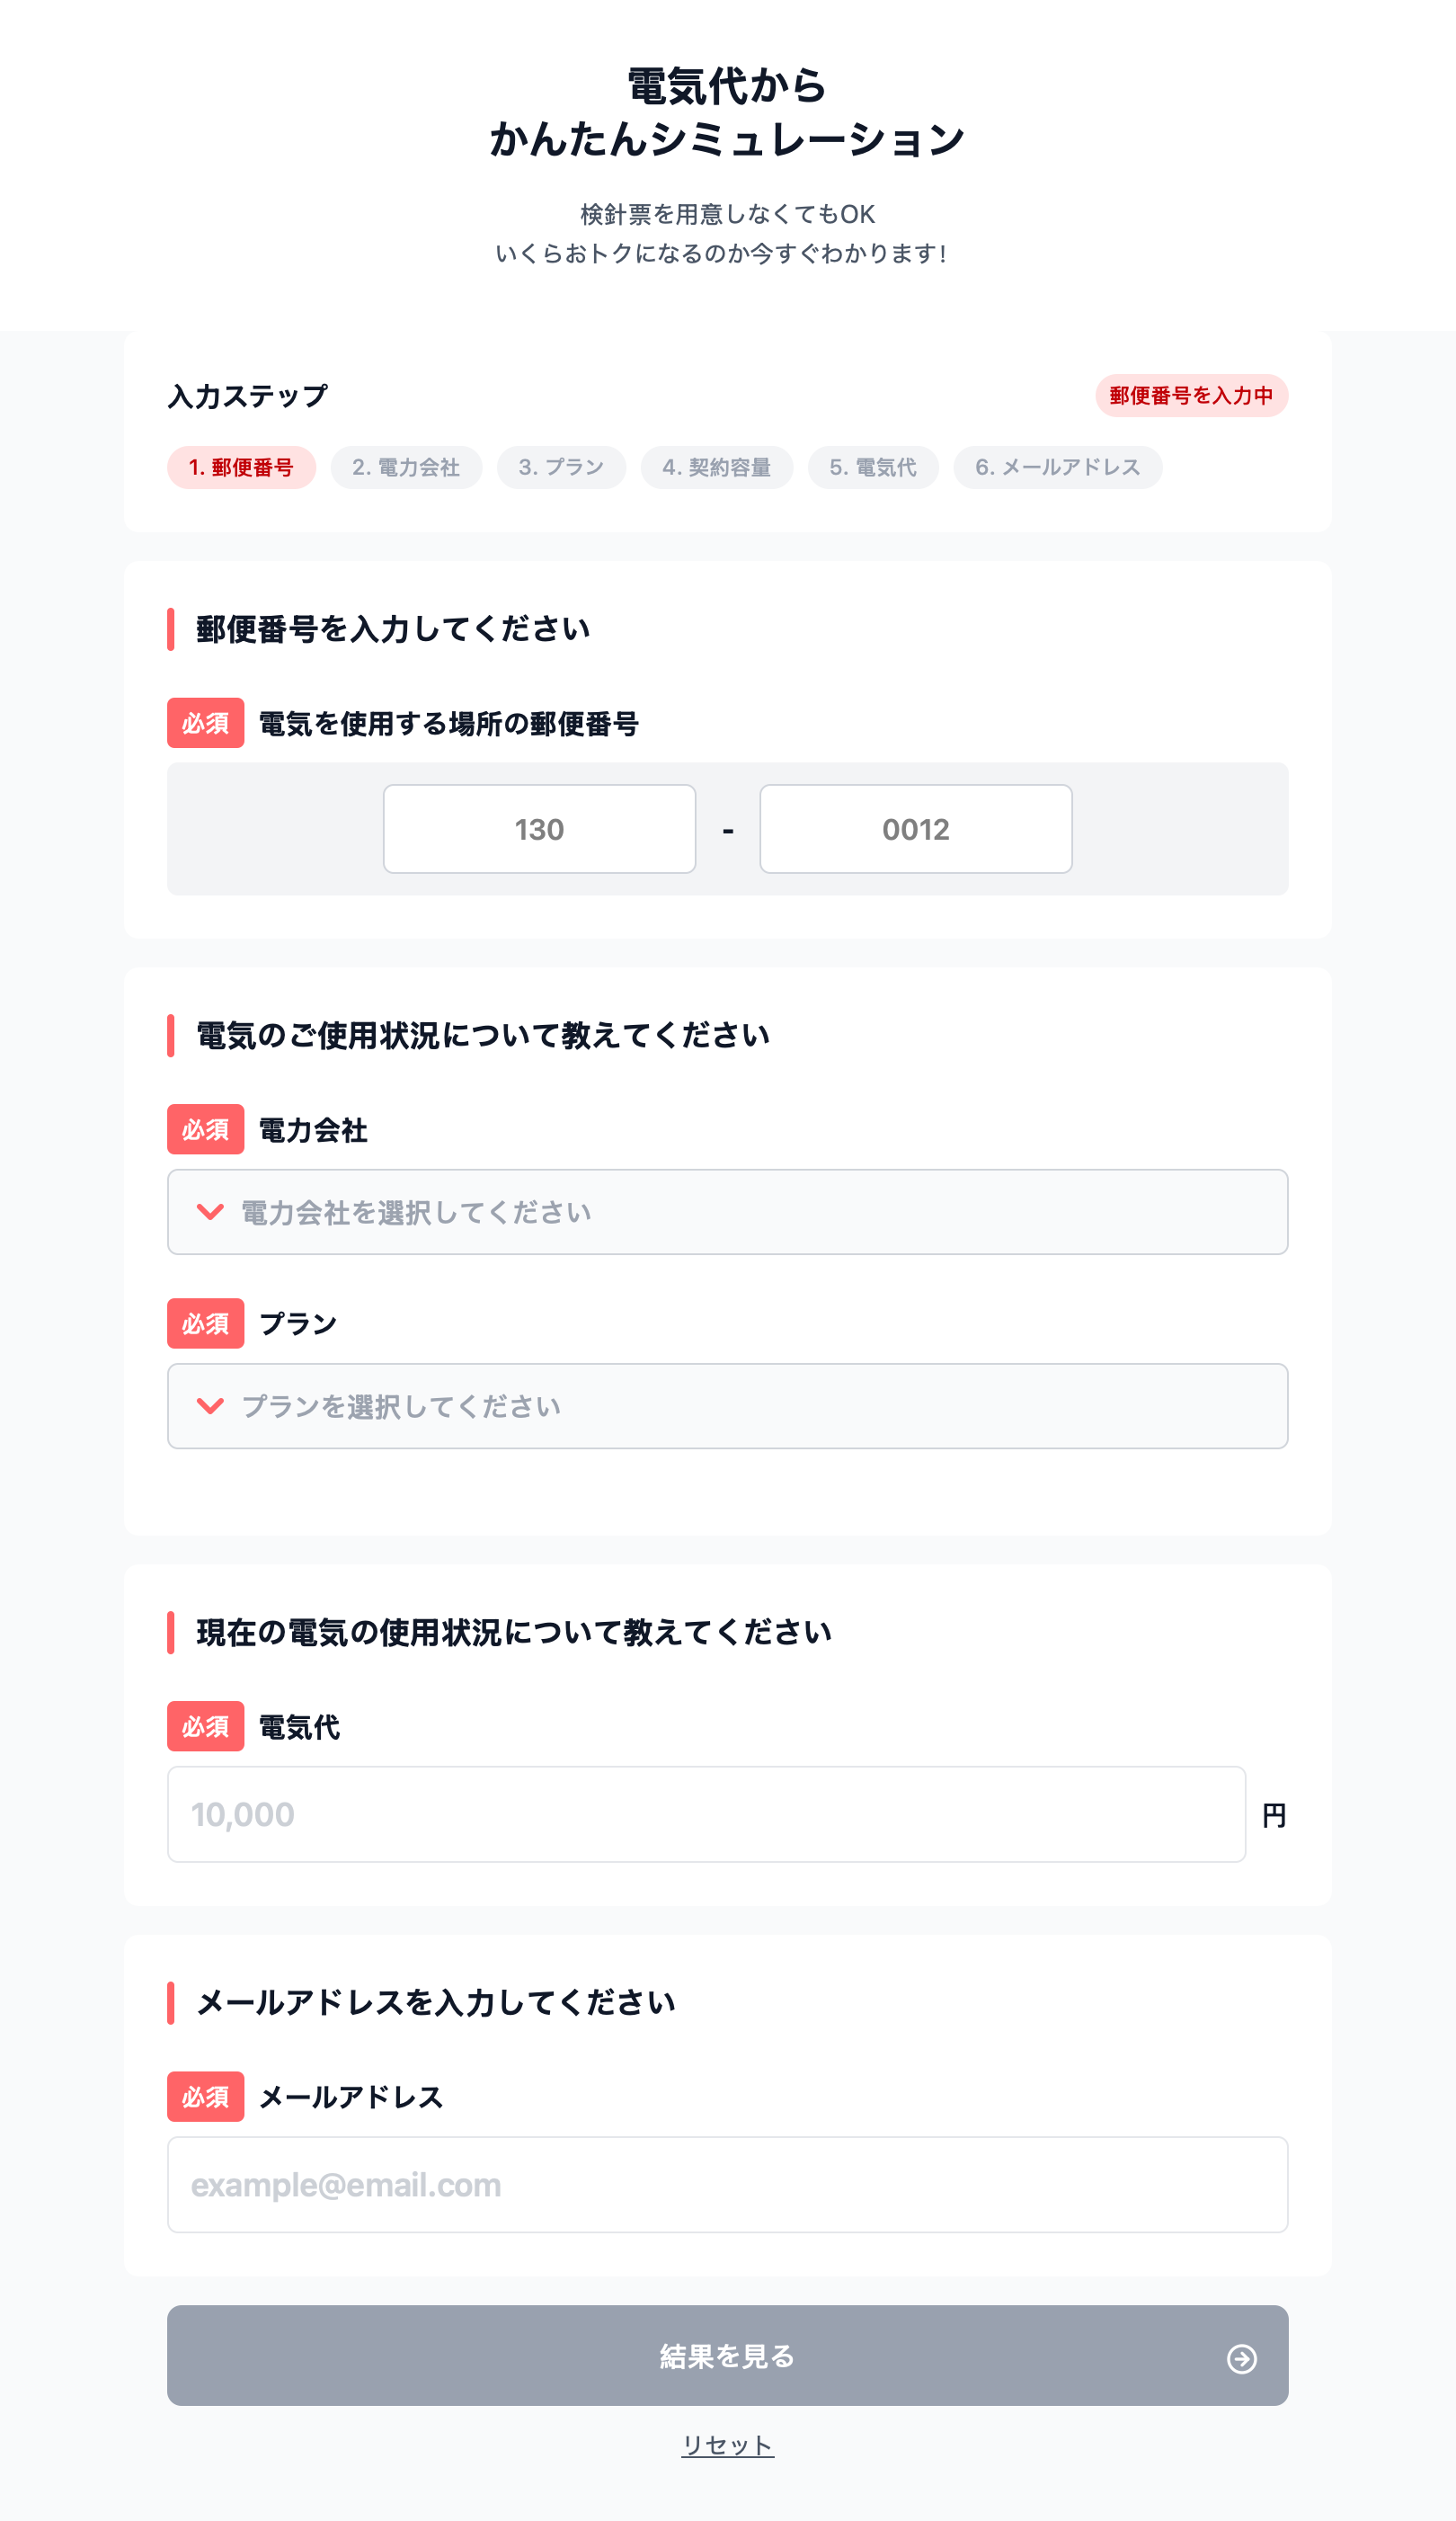 電気代から
かんたんシミュレーション
検針票を用意しなくてもOK
いくらおトクになるのか今すぐわかります！
入力ステップ
郵便番号を入力中
1. 郵便番号 2. 電力会社 3. プラン 4. 契約容量 5. 電気代 6. メールアドレス
郵便番号を入力してください
必須 電気を使用する場所の郵便番号
130 - 0012
電気のご使用状況について教えてください
必須 電力会社
電力会社を選択してください
必須 プラン
プランを選択してください
現在の電気の使用状況について教えてください
必須 電気代
10,000 円
メールアドレスを入力してください
必須 メールアドレス
example@email.com
結果を見る
リセット